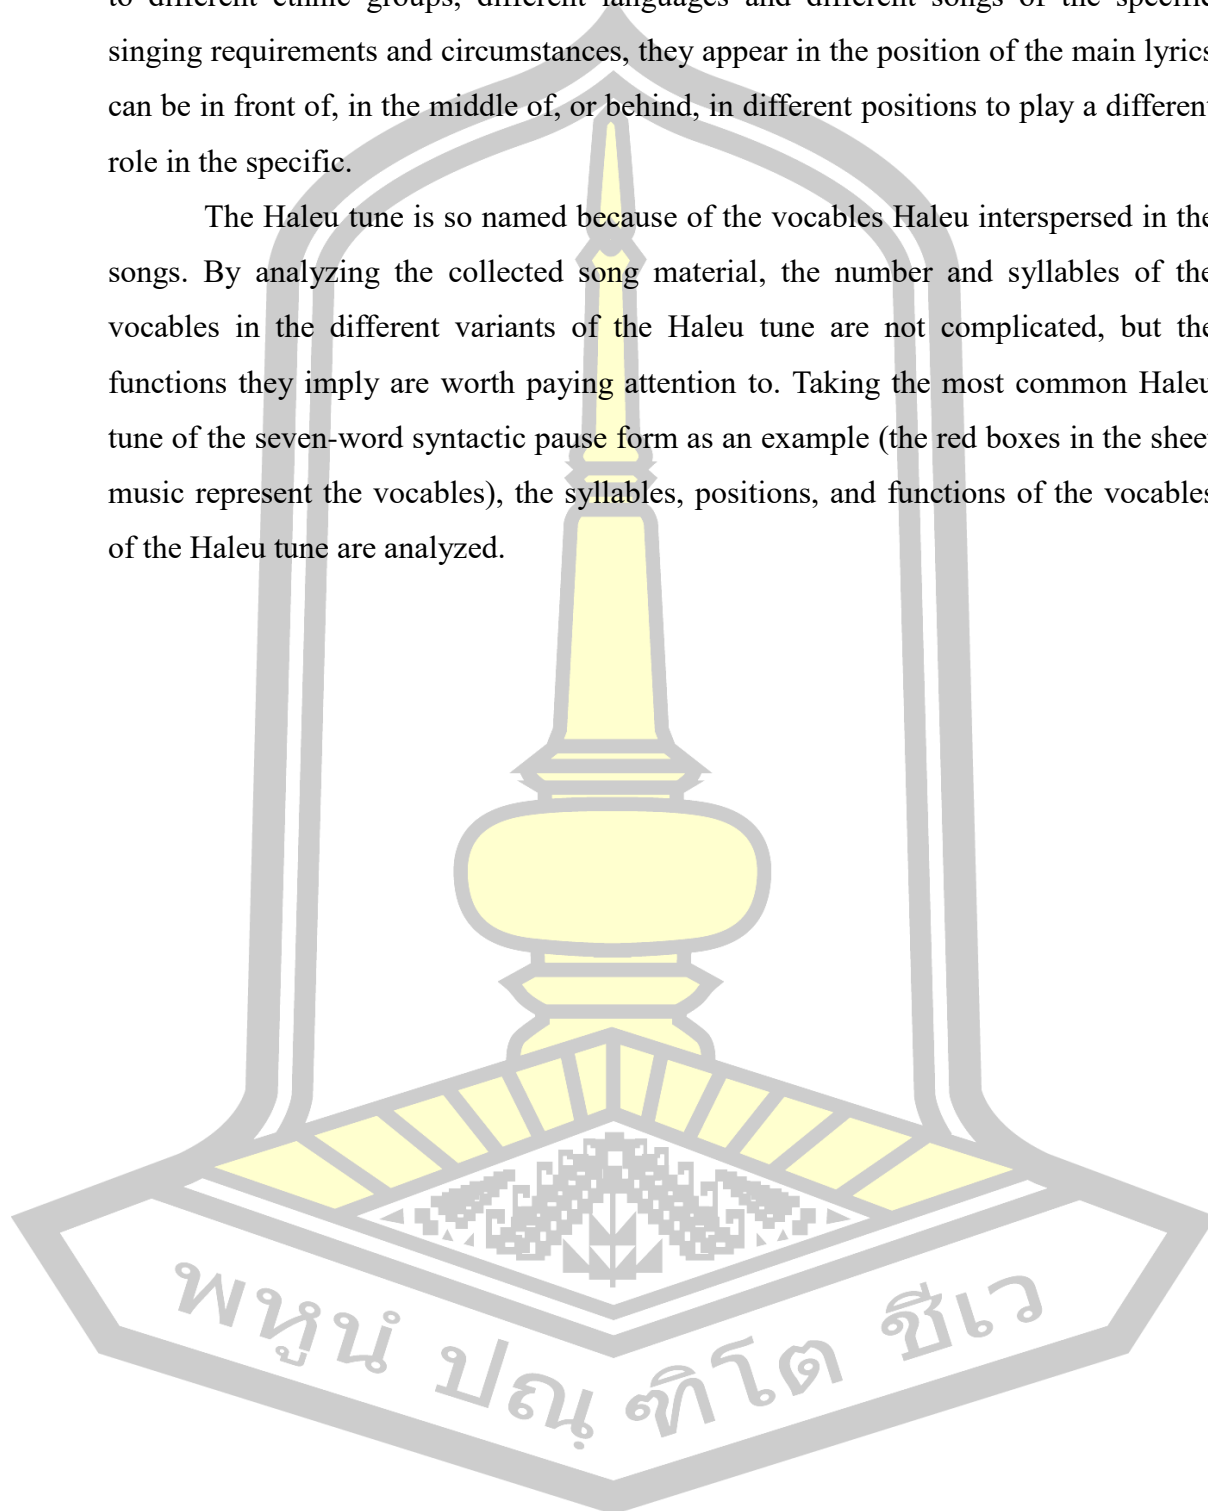 to different ethnic groups, different languages and different songs of the specific
singing requirements and circumstances, they appear in the position of the main lyrics
can be in front of, in the middle of, or behind, in different positions to play a different
role in the specific.
The Haleu tune is so named because of the vocables Haleu interspersed in the
songs. By analyzing the collected song material, the number and syllables of the
vocables in the different variants of the Haleu tune are not complicated, but the
functions they imply are worth paying attention to. Taking the most common Haleu
tune of the seven-word syntactic pause form as an example (the red boxes in the sheet
music represent the vocables), the syllables, positions, and functions of the vocables
of the Haleu tune are analyzed.
พหูนํ ปณฺฑิโต ชีเว